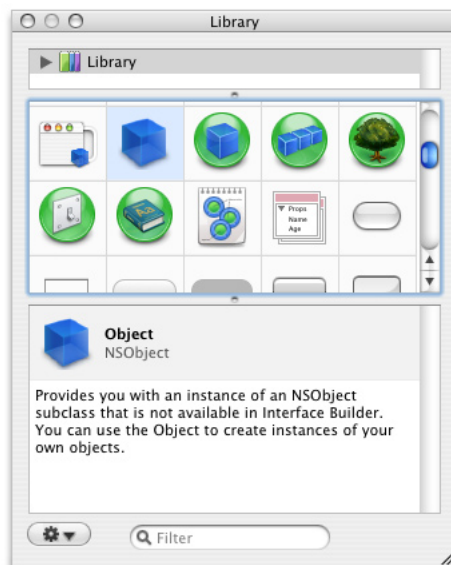 Library
Library
Props
Name
Age
Object
NSObject
Provides you with an instance of an NSObject
subclass that is not available in Interface Builder.
You can use the Object to create instances of your
own objects.
Filter